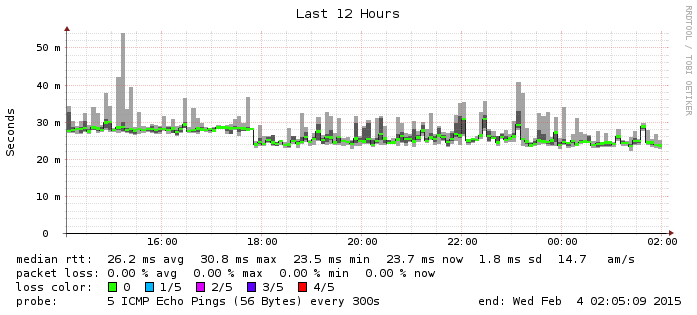 Last 12 Hours
RRDTOOL / TOBI OETIKER
Seconds
50 m
40 m
30 m
20 m
10 m
0
16:00 18:00 20:00 22:00 00:00 02:00
median rtt: 26.2 ms avg 30.8 ms max 23.5 ms min 23.7 ms now 1.8 ms sd 14.7 am/s
packet loss: 0.00 % avg 0.00 % max 0.00 % min 0.00 % now
loss color: 0 1/5 2/5 3/5 4/5
probe: 5 ICMP Echo Pings (56 Bytes) every 300s end: Wed Feb 4 02:05:09 2015